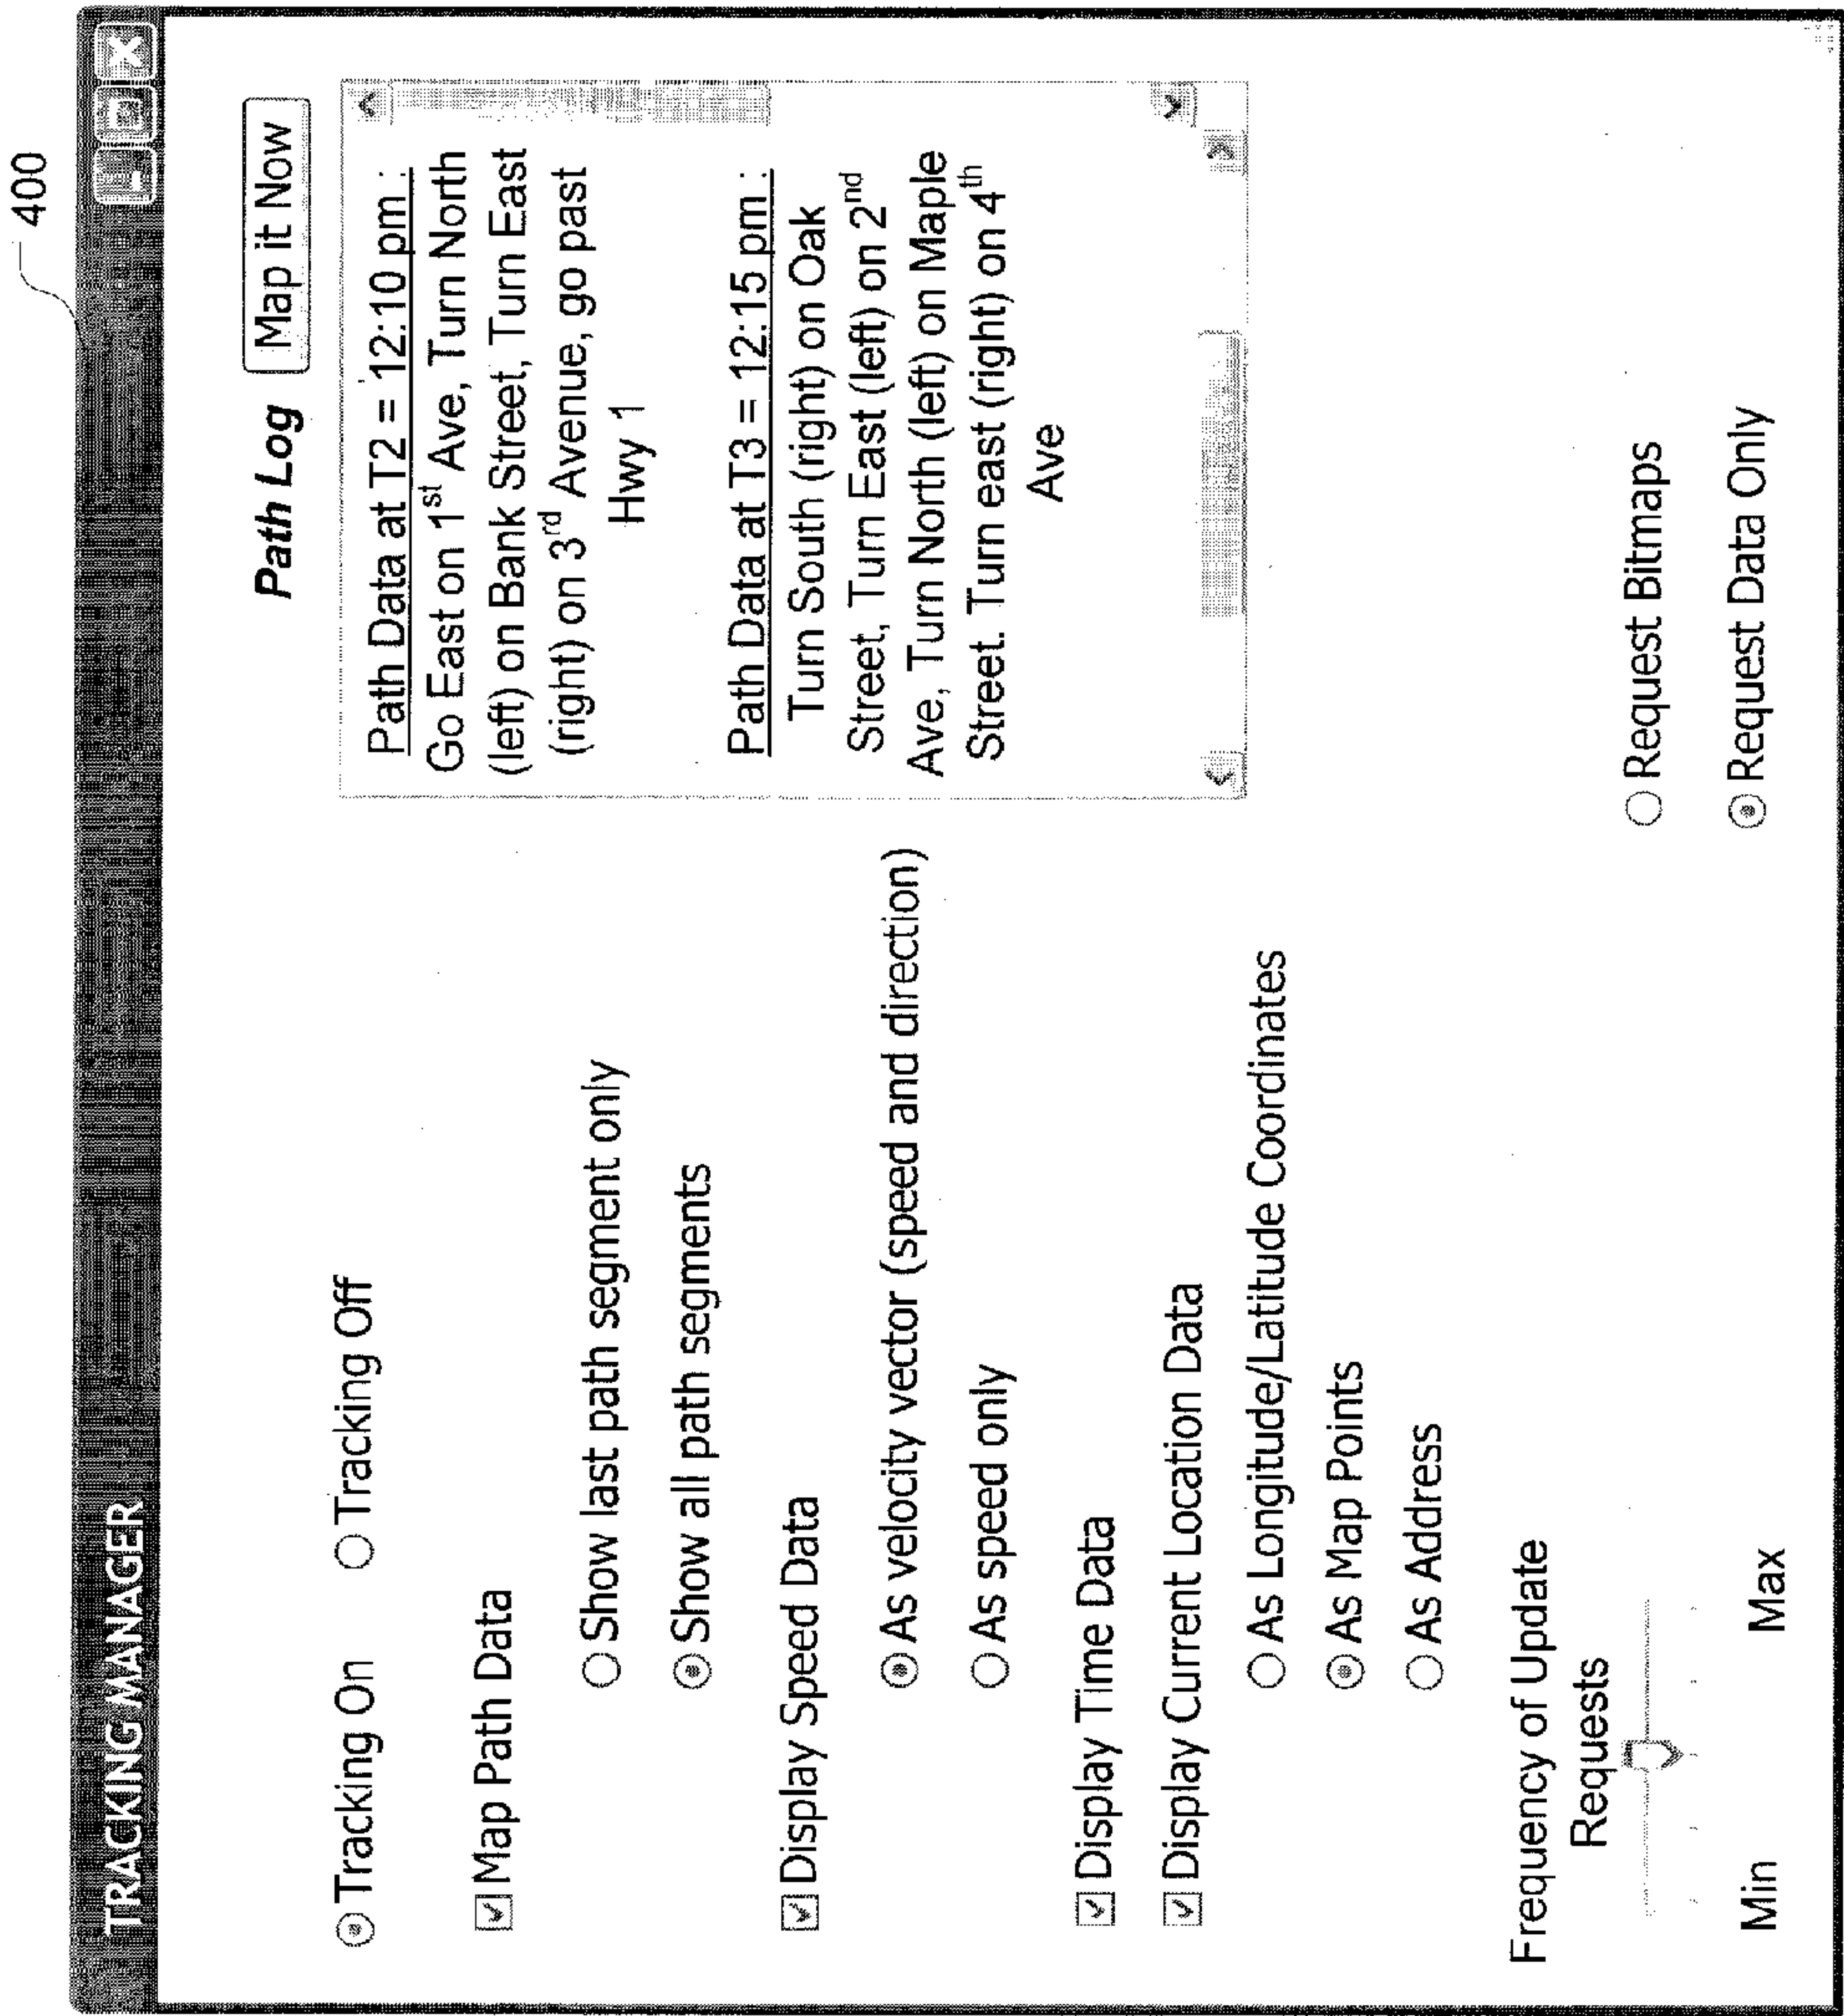 400
TRACKING MANAGER
Tracking On
Tracking Off
Map Path Data
Show last path segment only
Show all path segments
Display Speed Data
As velocity vector (speed and direction)
As speed only
Display Time Data
Display Current Location Data
As Longitude/Latitude Coordinates
As Map Points
As Address
Frequency of Update
Requests
Min
Max
Path Log
Map it Now
Path Data at T2 = 12:10 pm :
Go East on 1st Ave, Turn North
(left) on Bank Street, Turn East
(right) on 3rd Avenue, go past
Hwy 1
Path Data at T3 = 12:15 pm :
Turn South (right) on Oak
Street, Turn East (left) on 2nd
Ave, Turn North (left) on Maple
Street. Turn east (right) on 4th
Ave
Request Bitmaps
Request Data Only